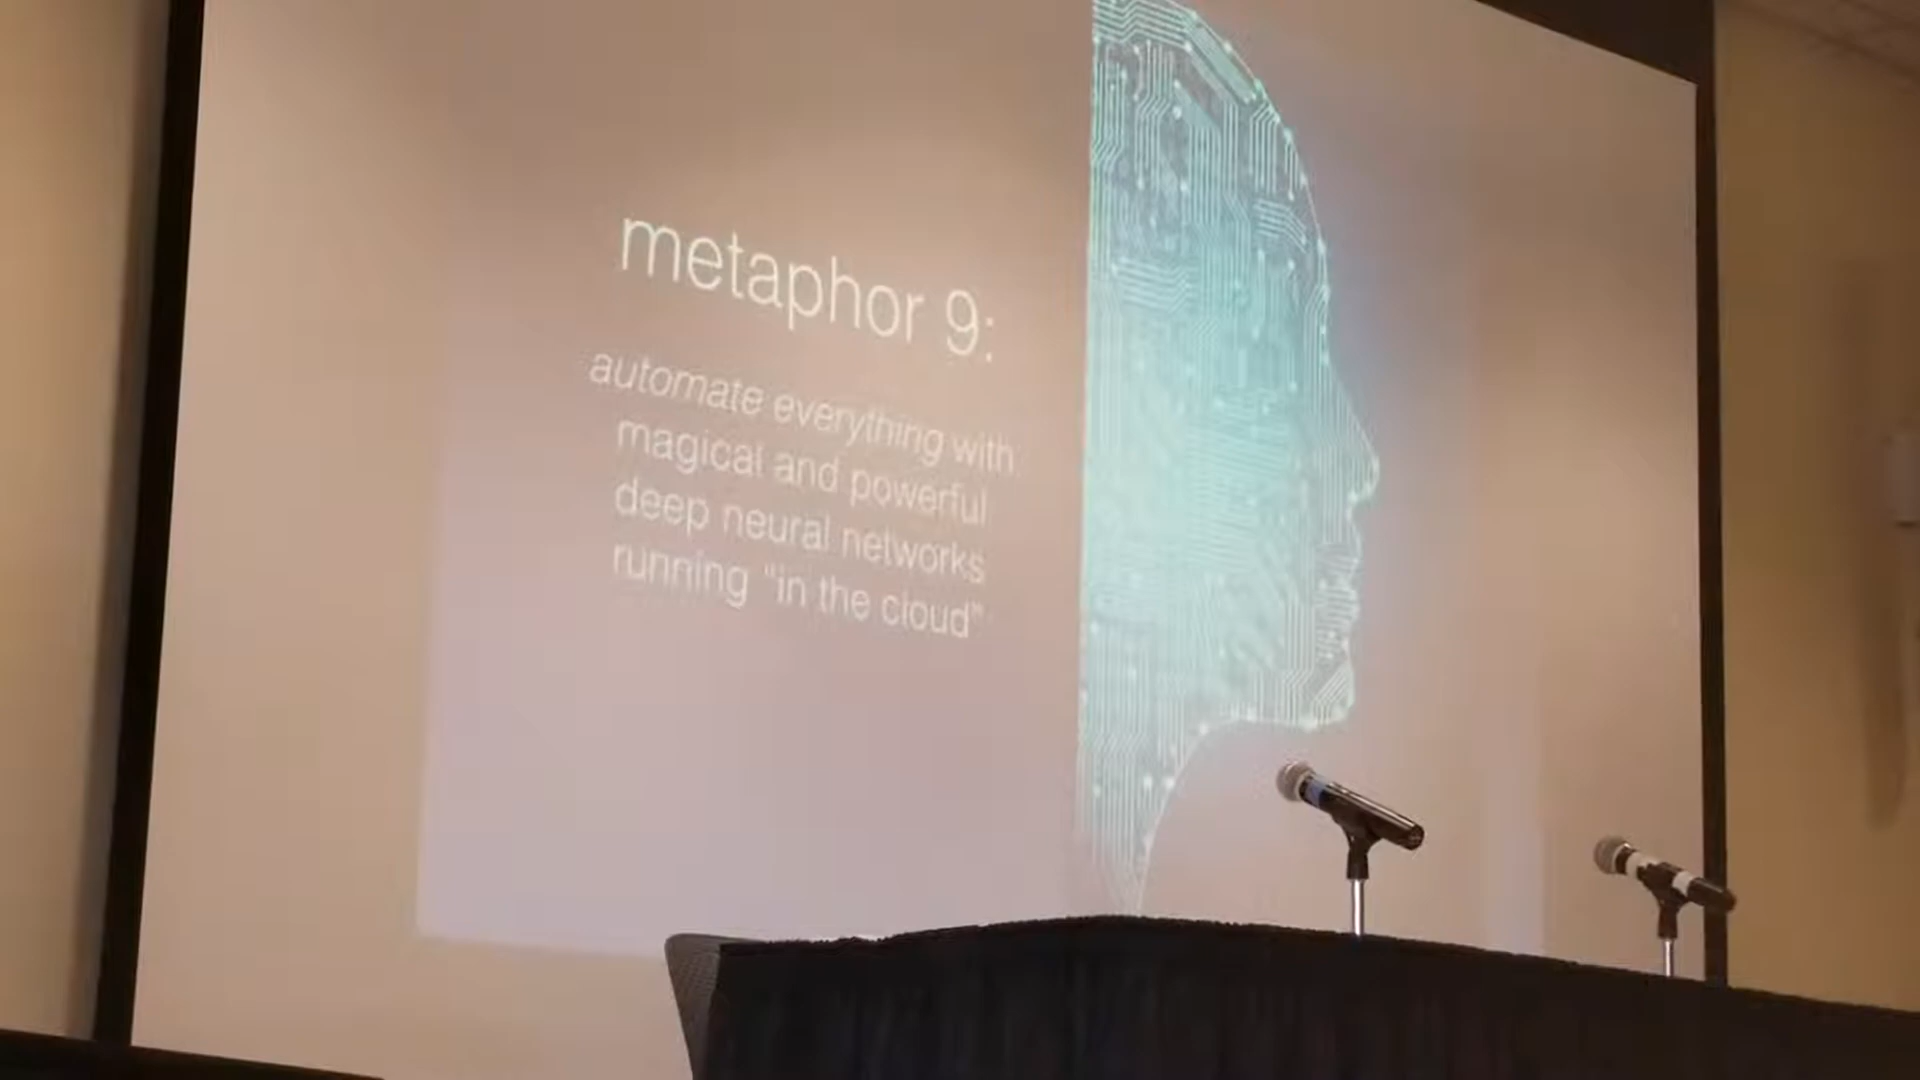 metaphor 9:
automate everything with
magical and powerful
deep neural networks
running "in the cloud"